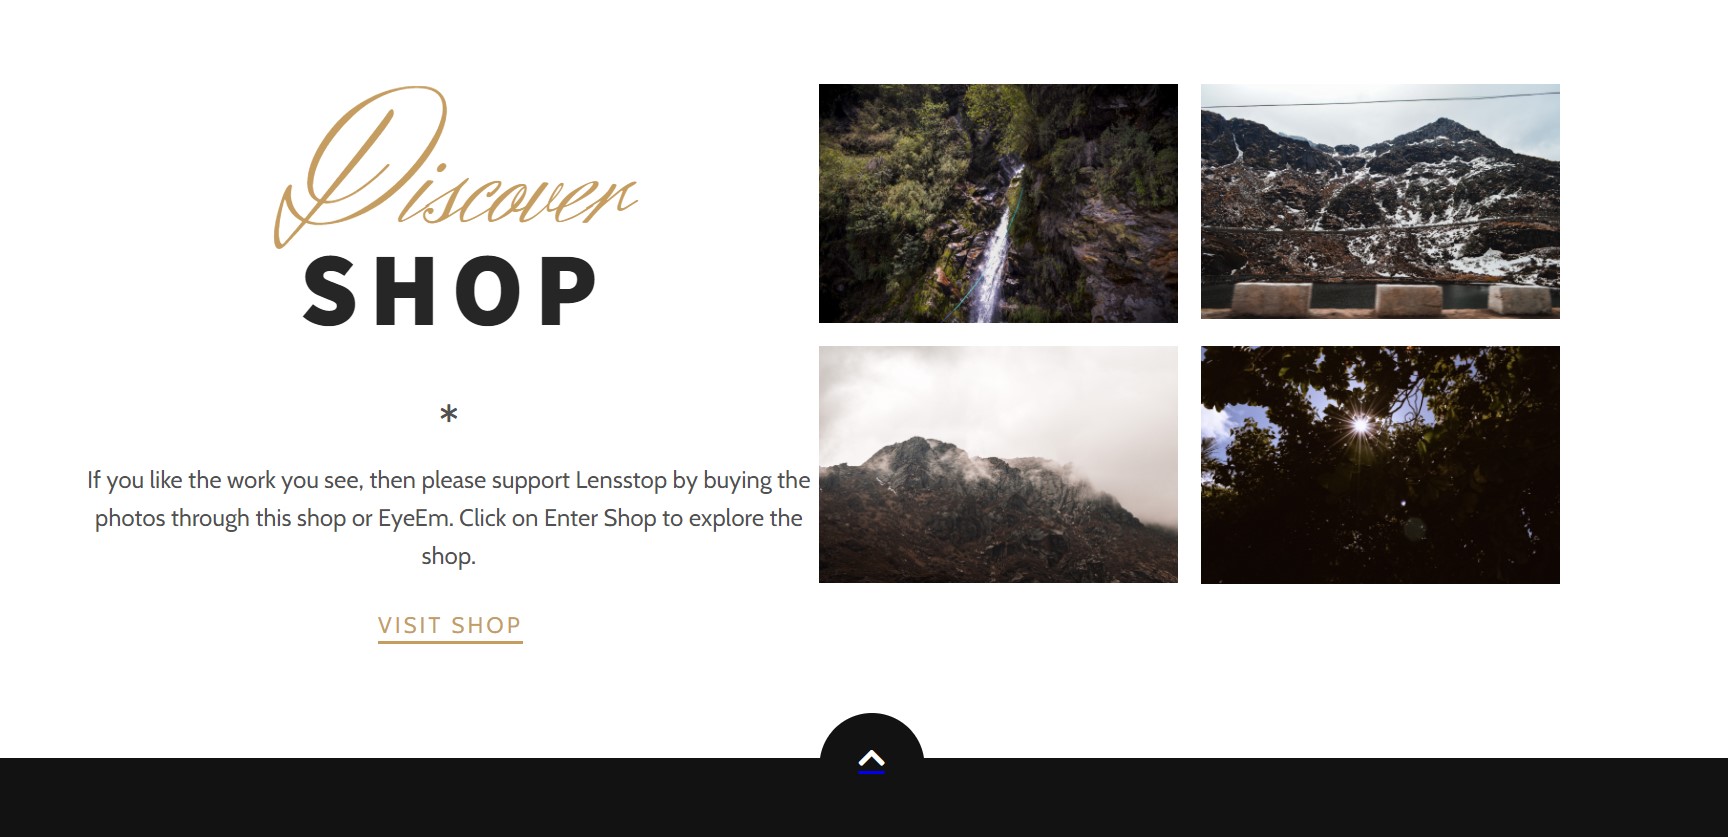 Discover
SHOP
*
If you like the work you see, then please support Lensstop by buying the
photos through this shop or EyeEm. Click on Enter Shop to explore the
shop.
VISIT SHOP